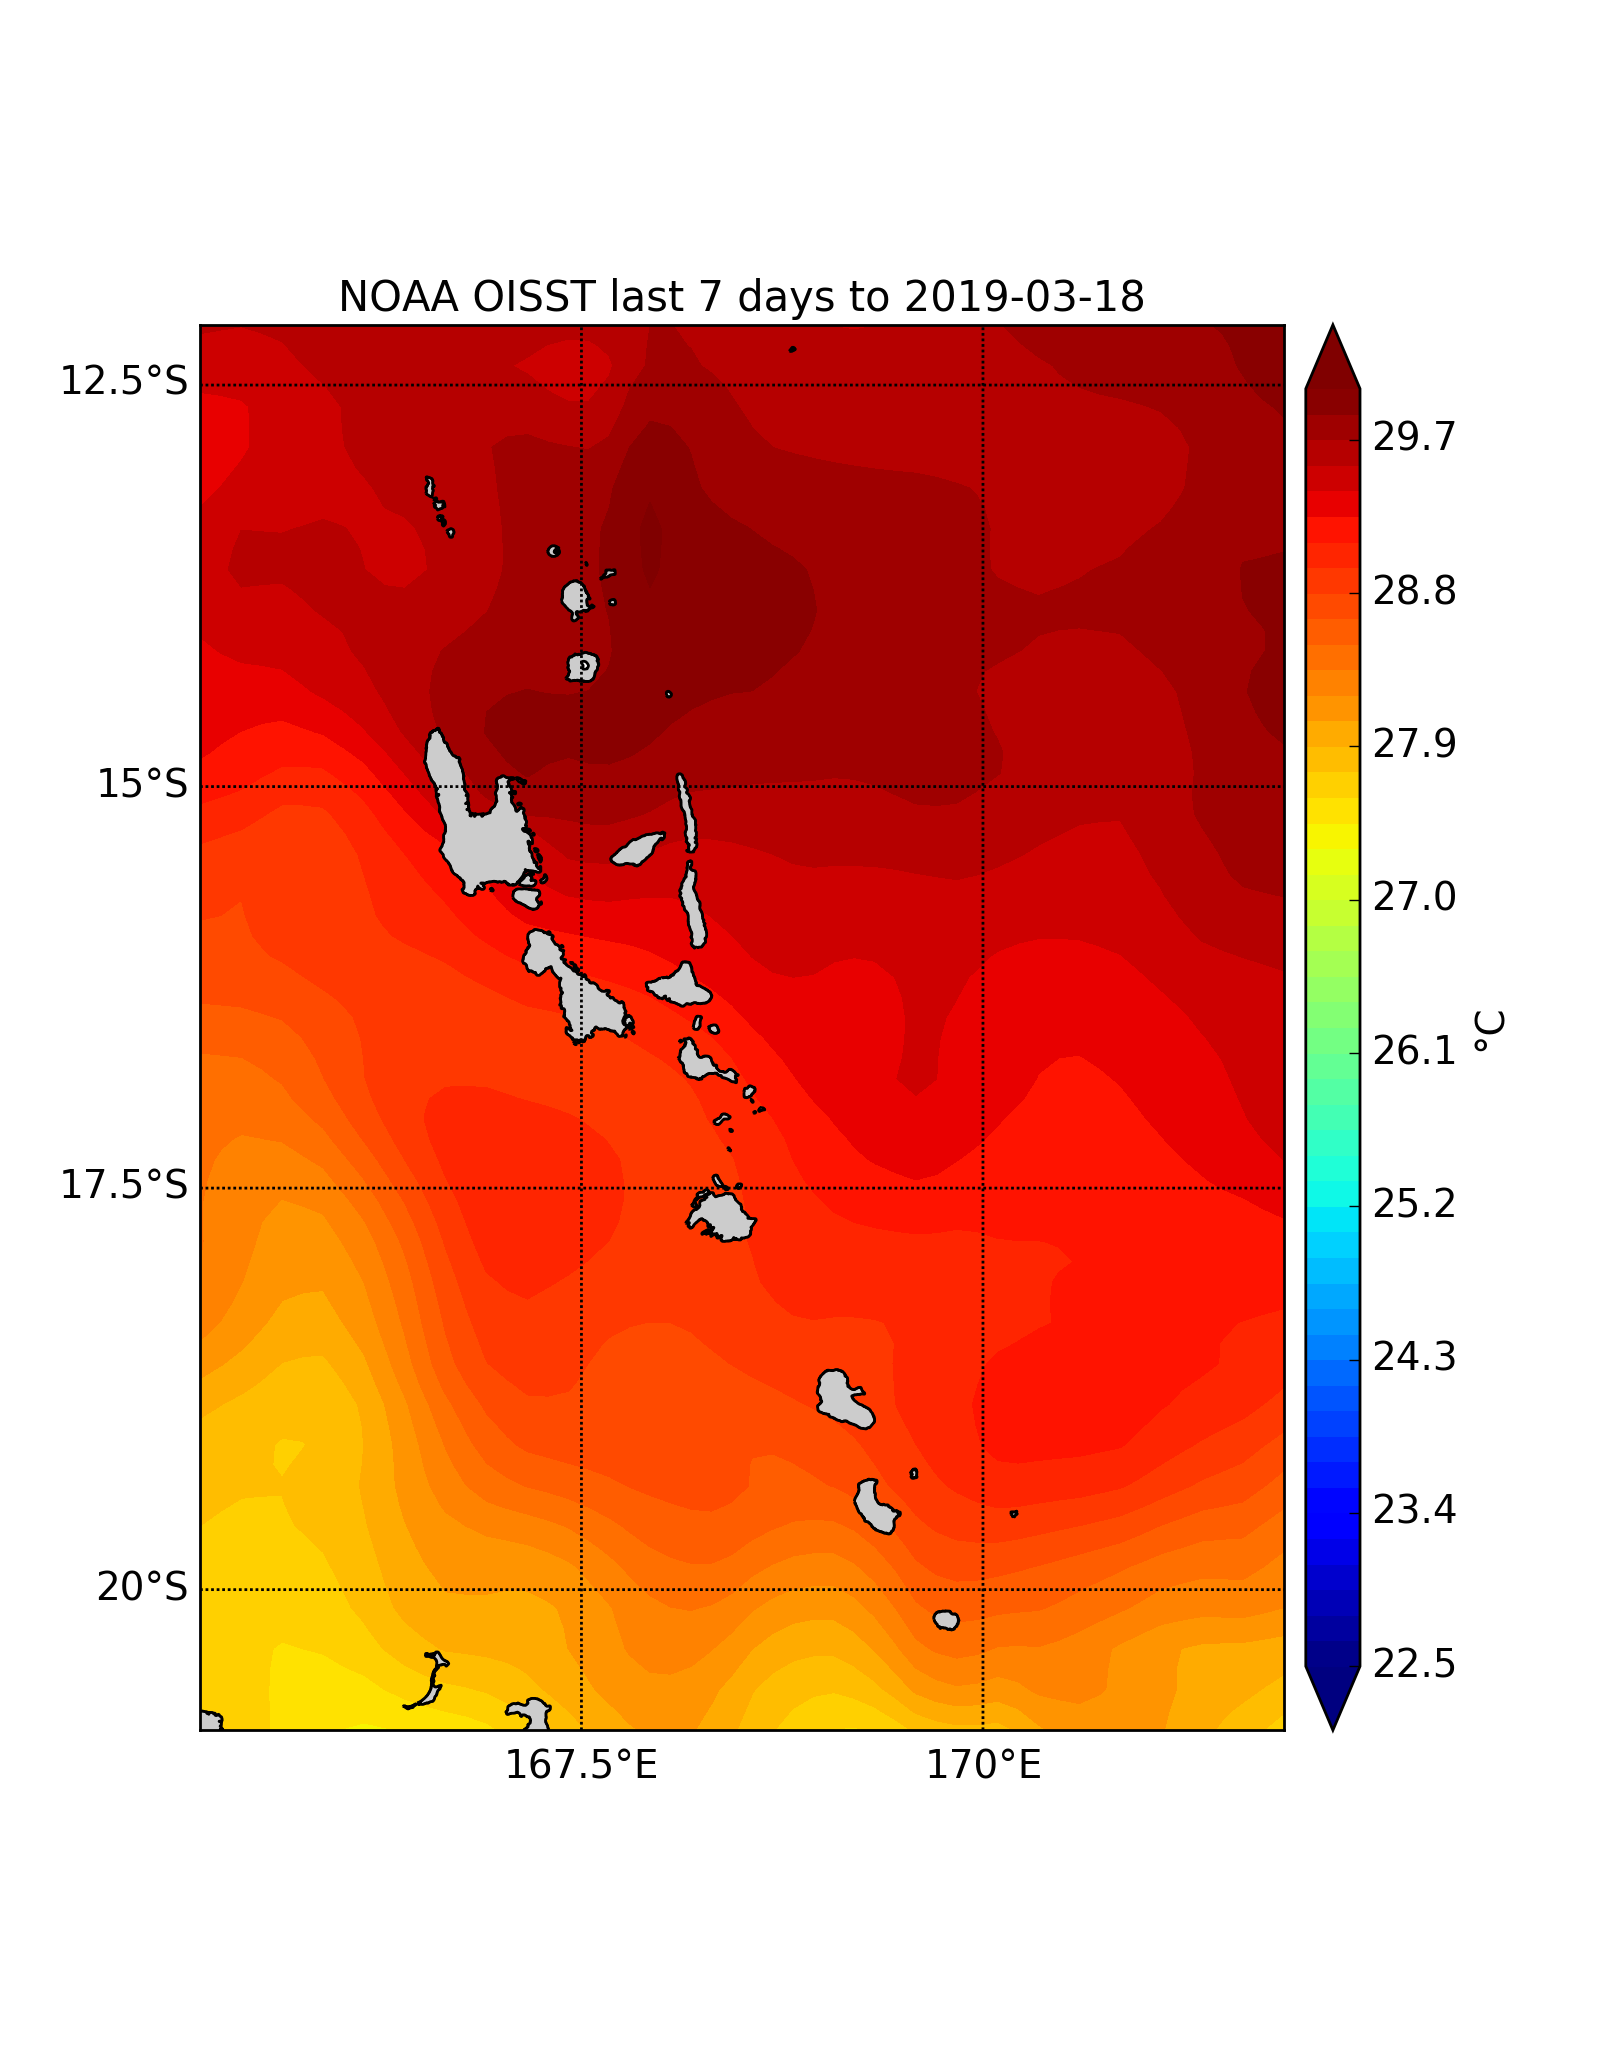 NOAA OISST last 7 days to 2019-03-18
12.5°S
15°S
17.5°S
20°S
167.5°E
170°E
29.7
28.8
27.9
27.0
26.1
25.2
24.3
23.4
22.5
°C